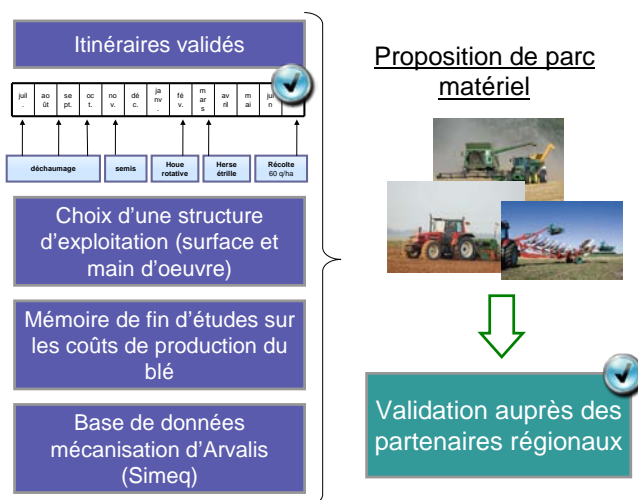 Itinéraires validés
juil. août sept. oct. nov. déc. janv. fév. mars avril mai juin
déchaumage semis Houe rotative Herse étrille Récolte 60 q/ha
Choix d'une structure
d'exploitation (surface et
main d'oeuvre)
Mémoire de fin d'études sur
les coûts de production du
blé
Base de données
mécanisation d'Arvalis
(Simeq)
Proposition de parc
matériel
Validation auprès des
partenaires régionaux